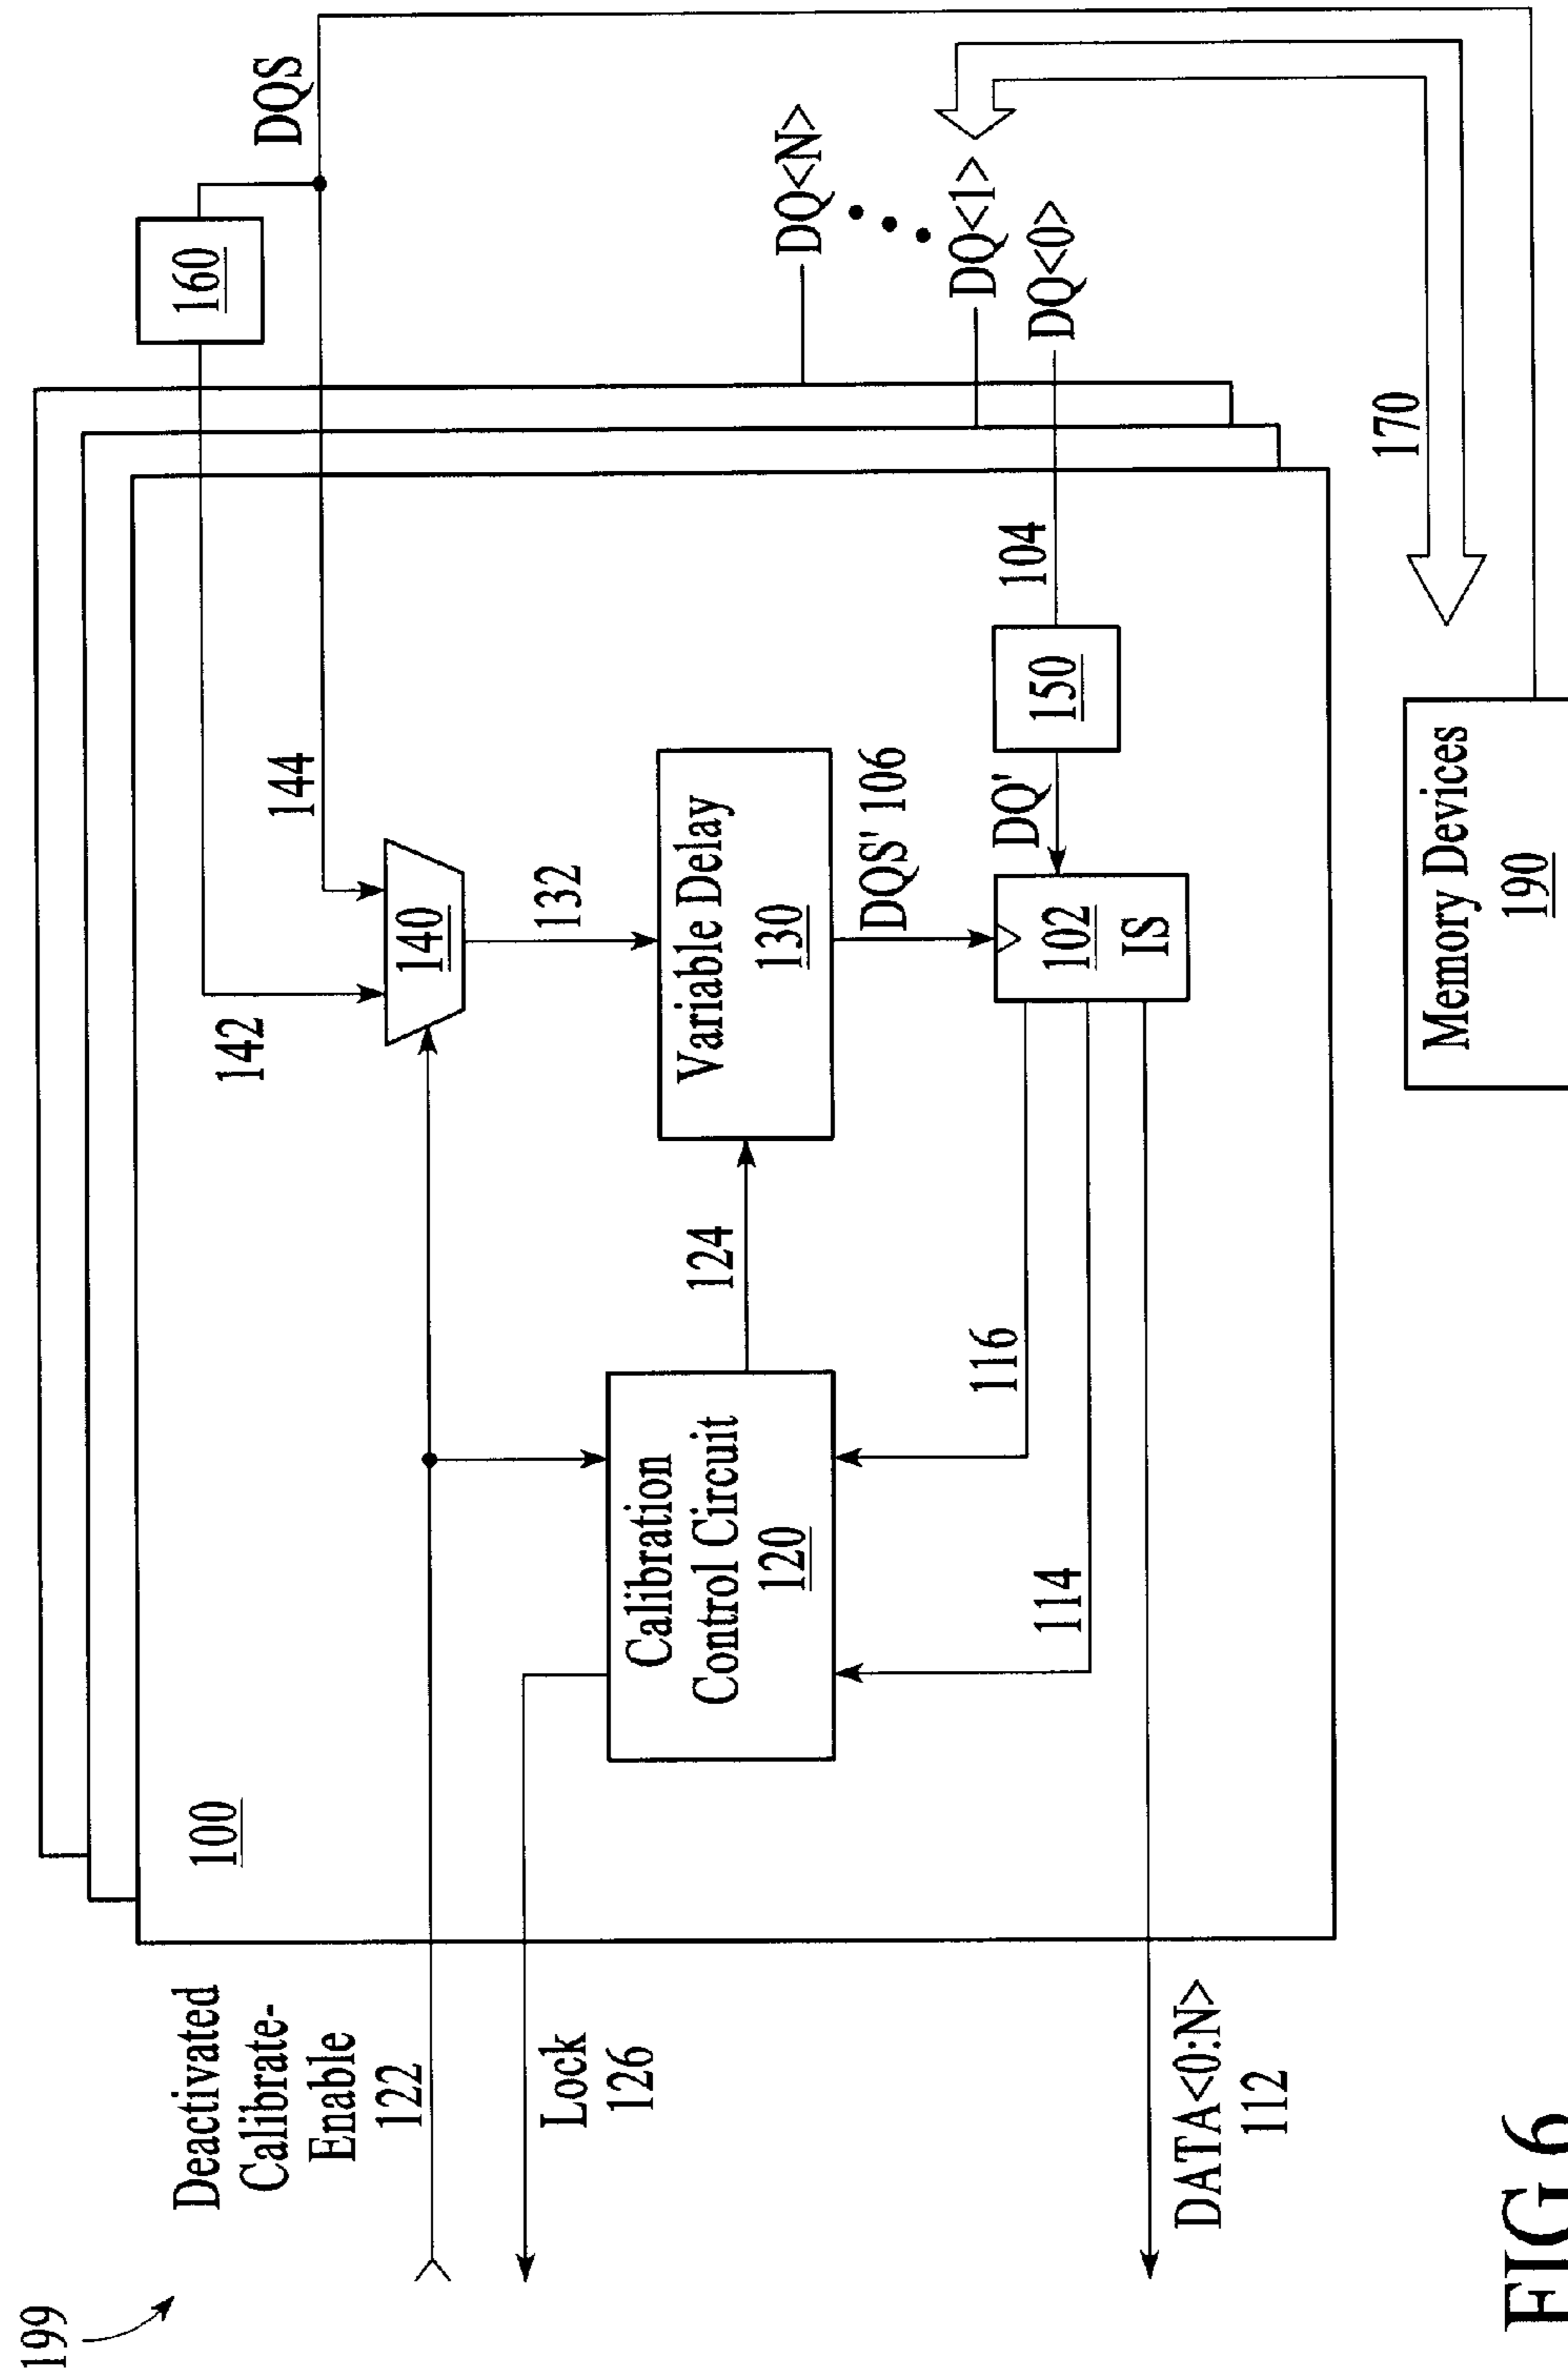 199
Deactivated
Calibrate-
Enable
122
Lock
126
DATA<0:N>
112
100
Calibration
Control Circuit
120
124
116
114
142
144
140
132
Variable Delay
130
DQS' 106
DQ'
102
IS
150
104
160
DQS
DQ<N>
DQ<1>
DQ<0>
170
Memory Devices
190
FIG 6